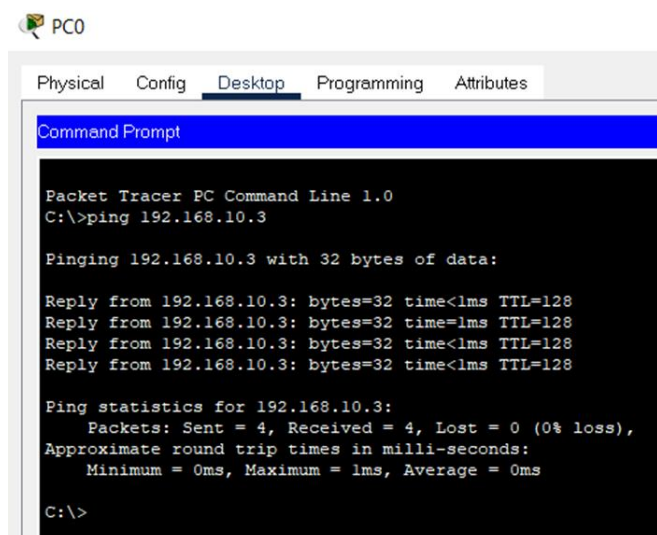 PC0
Physical Config Desktop Programming Attributes
Command Prompt
Packet Tracer PC Command Line 1.0
C:\>ping 192.168.10.3
Pinging 192.168.10.3 with 32 bytes of data:
Reply from 192.168.10.3: bytes=32 time<1ms TTL=128
Reply from 192.168.10.3: bytes=32 time=1ms TTL=128
Reply from 192.168.10.3: bytes=32 time<1ms TTL=128
Reply from 192.168.10.3: bytes=32 time<1ms TTL=128
Ping statistics for 192.168.10.3:
Packets: Sent = 4, Received = 4, Lost = 0 (0% loss),
Approximate round trip times in milli-seconds:
Minimum = 0ms, Maximum = 1ms, Average = 0ms
C:\>